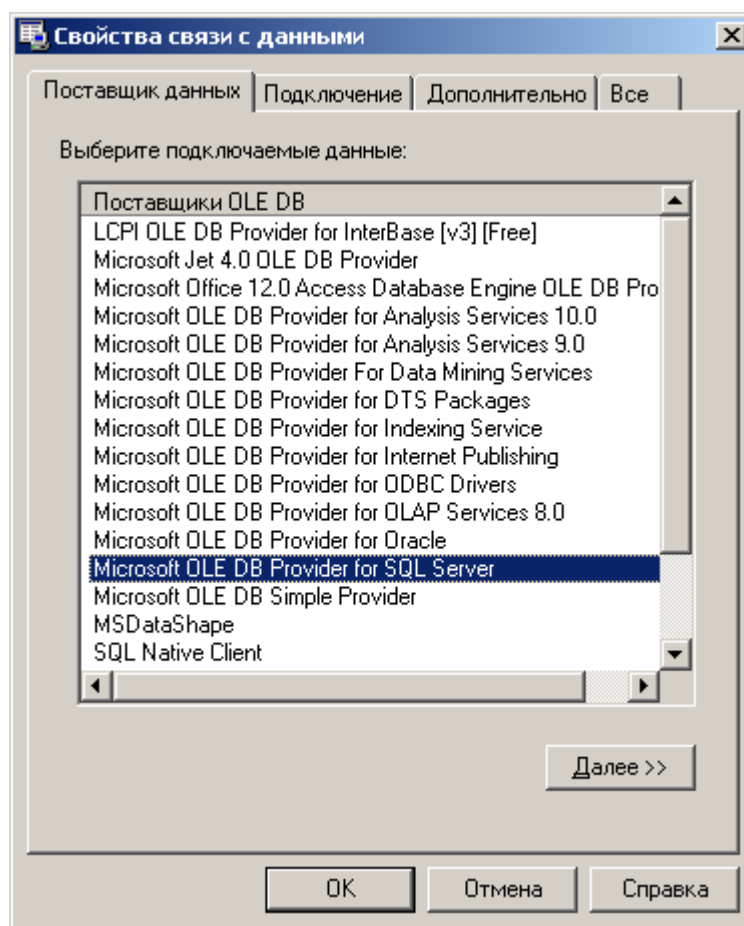 Свойства связи с данными
Поставщик данных Подключение Дополнительно Все
Выберите подключаемые данные:
Поставщики OLE DB
LCPI OLE DB Provider for InterBase [v3] [Free]
Microsoft Jet 4.0 OLE DB Provider
Microsoft Office 12.0 Access Database Engine OLE DB Pro
Microsoft OLE DB Provider for Analysis Services 10.0
Microsoft OLE DB Provider for Analysis Services 9.0
Microsoft OLE DB Provider For Data Mining Services
Microsoft OLE DB Provider for DTS Packages
Microsoft OLE DB Provider for Indexing Service
Microsoft OLE DB Provider for Internet Publishing
Microsoft OLE DB Provider for ODBC Drivers
Microsoft OLE DB Provider for OLAP Services 8.0
Microsoft OLE DB Provider for Oracle
Microsoft OLE DB Provider for SQL Server
Microsoft OLE DB Simple Provider
MSDataShape
SQL Native Client
Далее >>
OK Отмена Справка